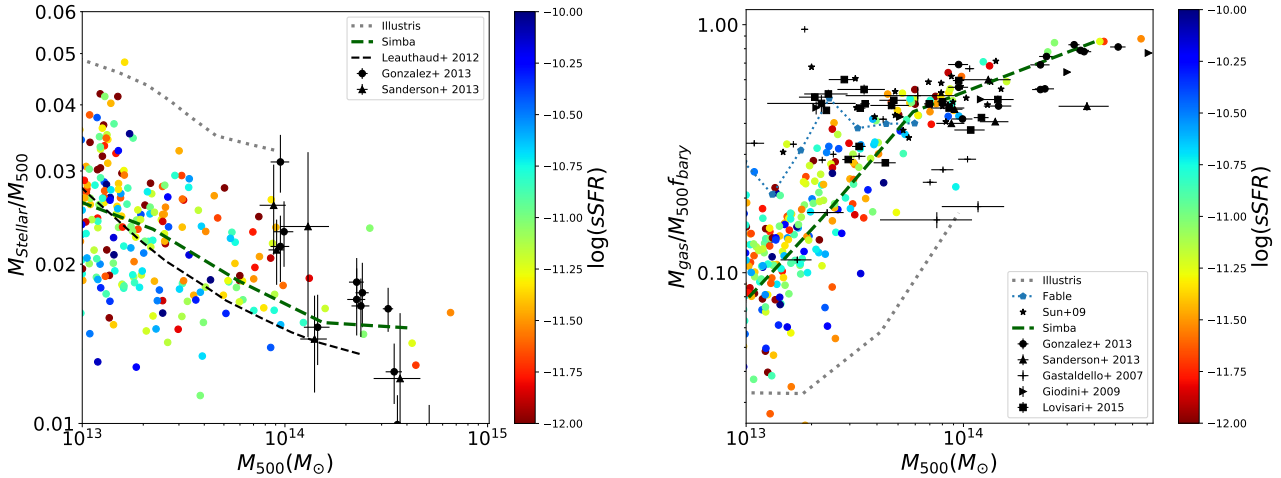 0.06
0.05
0.04
0.03
0.02
0.01
M_Stellar/M_500
10^13
10^14
10^15
M_500(M_⊙)
Illustris
Simba
Leauthaud+ 2012
Gonzalez+ 2013
Sanderson+ 2013
−10.00
−10.25
−10.50
−10.75
−11.00
−11.25
−11.50
−11.75
−12.00
log(sSFR)
1.00
0.10
M_gas/M_500f_bary
10^13
10^14
M_500(M_⊙)
Illustris
Fable
Sun+09
Simba
Gonzalez+ 2013
Sanderson+ 2013
Gastaldello+ 2007
Giodini+ 2009
Lovisari+ 2015
−10.00
−10.25
−10.50
−10.75
−11.00
−11.25
−11.50
−11.75
−12.00
log(sSFR)